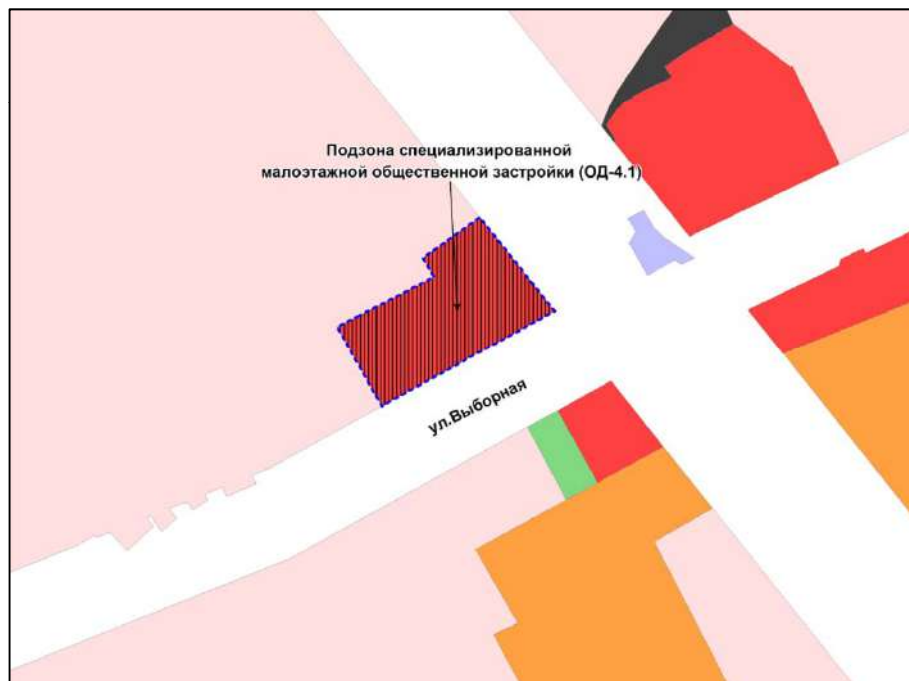 Подзона специализированной
малоэтажной общественной застройки (ОД-4.1)
ул.Выборная